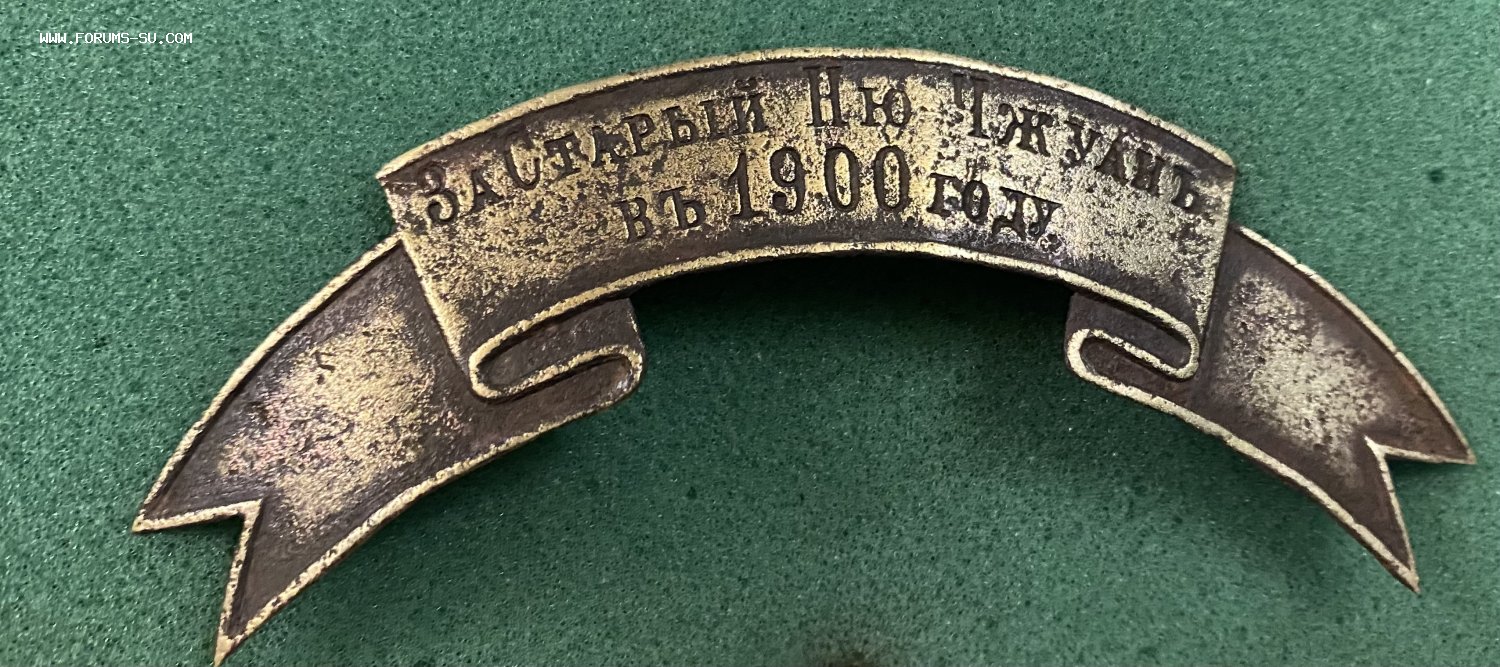 WWW.FORUMS-SU.COM
За Старый Ню Чжуанъ
въ 1900 году